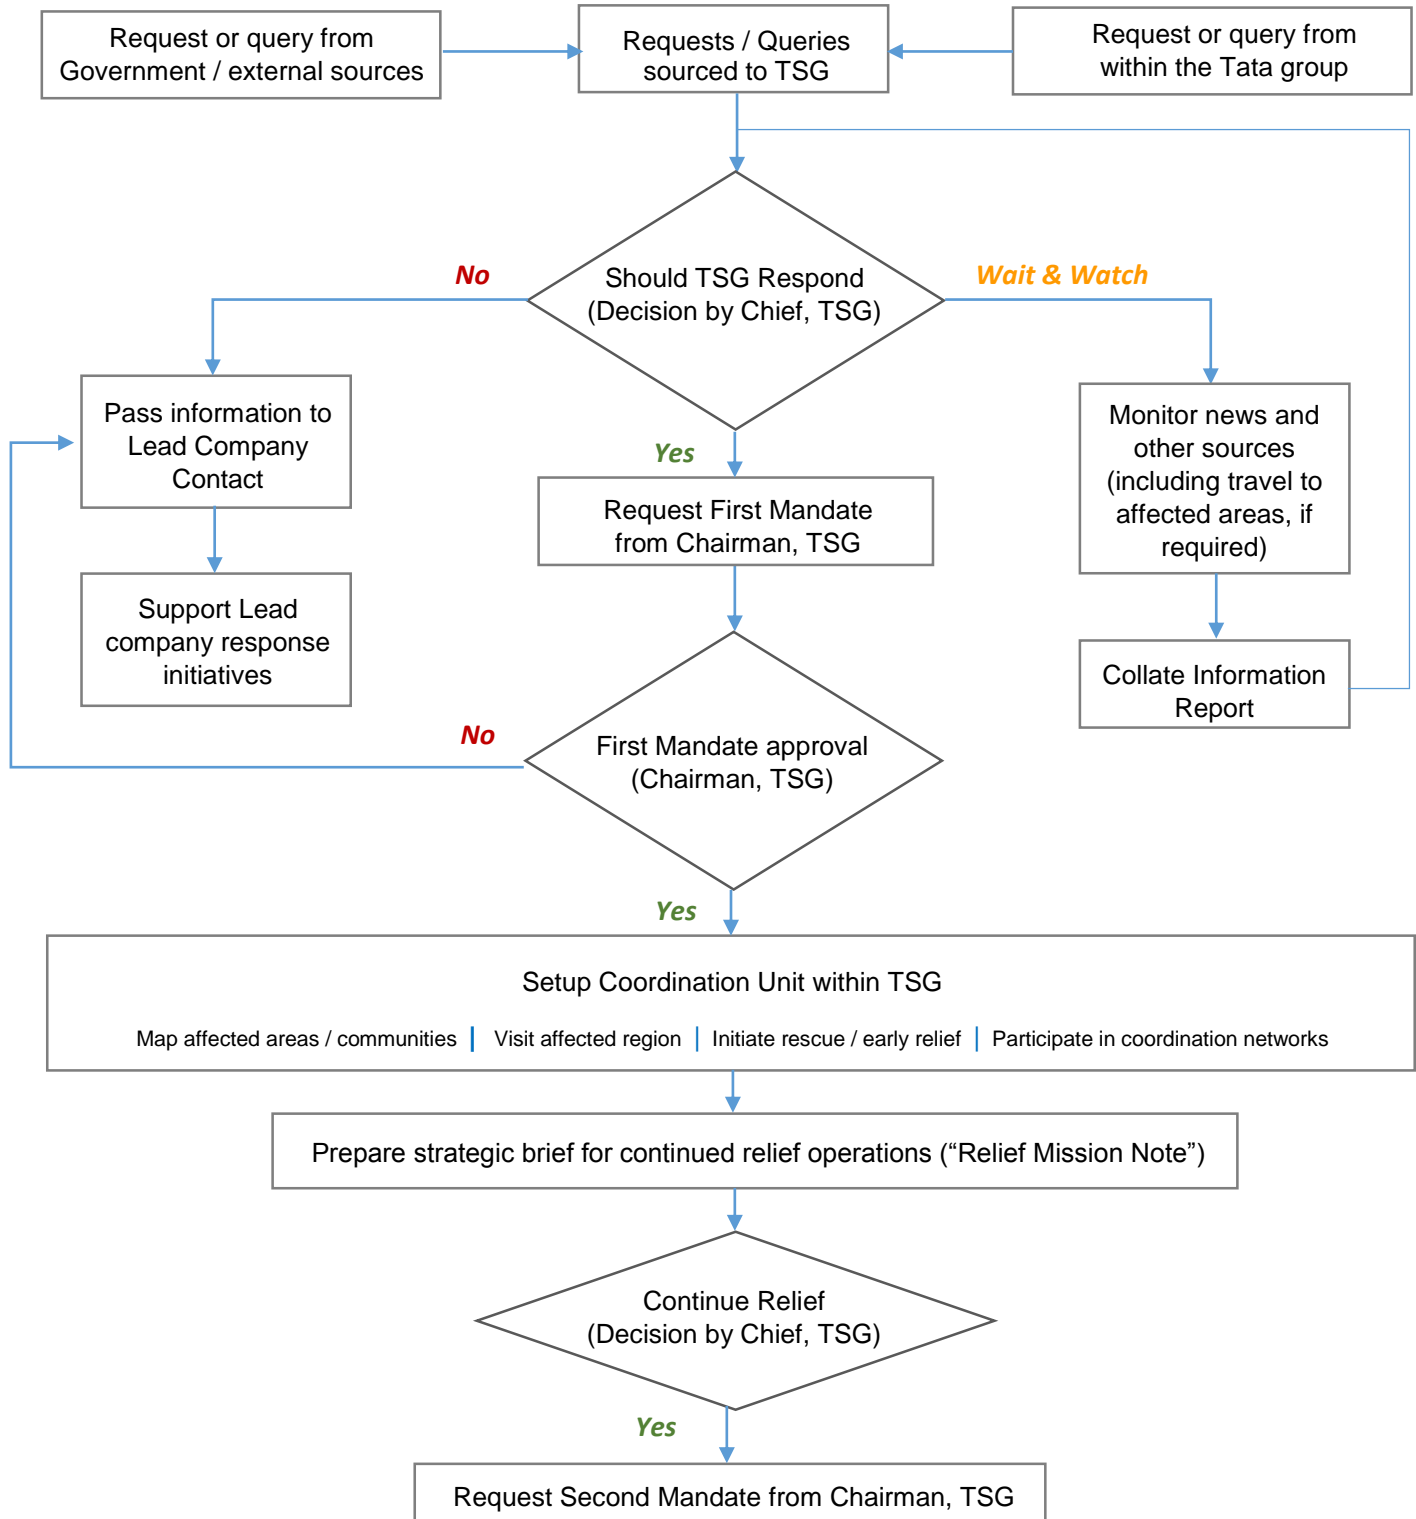 Request or query from
Government / external sources
Requests / Queries
sourced to TSG
Request or query from
within the Tata group
No
Should TSG Respond
(Decision by Chief, TSG)
Wait & Watch
Pass information to
Lead Company
Contact
Yes
Monitor news and
other sources
(including travel to
affected areas, if
required)
Request First Mandate
from Chairman, TSG
Support Lead
company response
initiatives
Collate Information
Report
No
First Mandate approval
(Chairman, TSG)
Yes
Setup Coordination Unit within TSG
Map affected areas / communities | Visit affected region | Initiate rescue / early relief | Participate in coordination networks
Prepare strategic brief for continued relief operations (“Relief Mission Note”)
Continue Relief
(Decision by Chief, TSG)
Yes
Request Second Mandate from Chairman, TSG